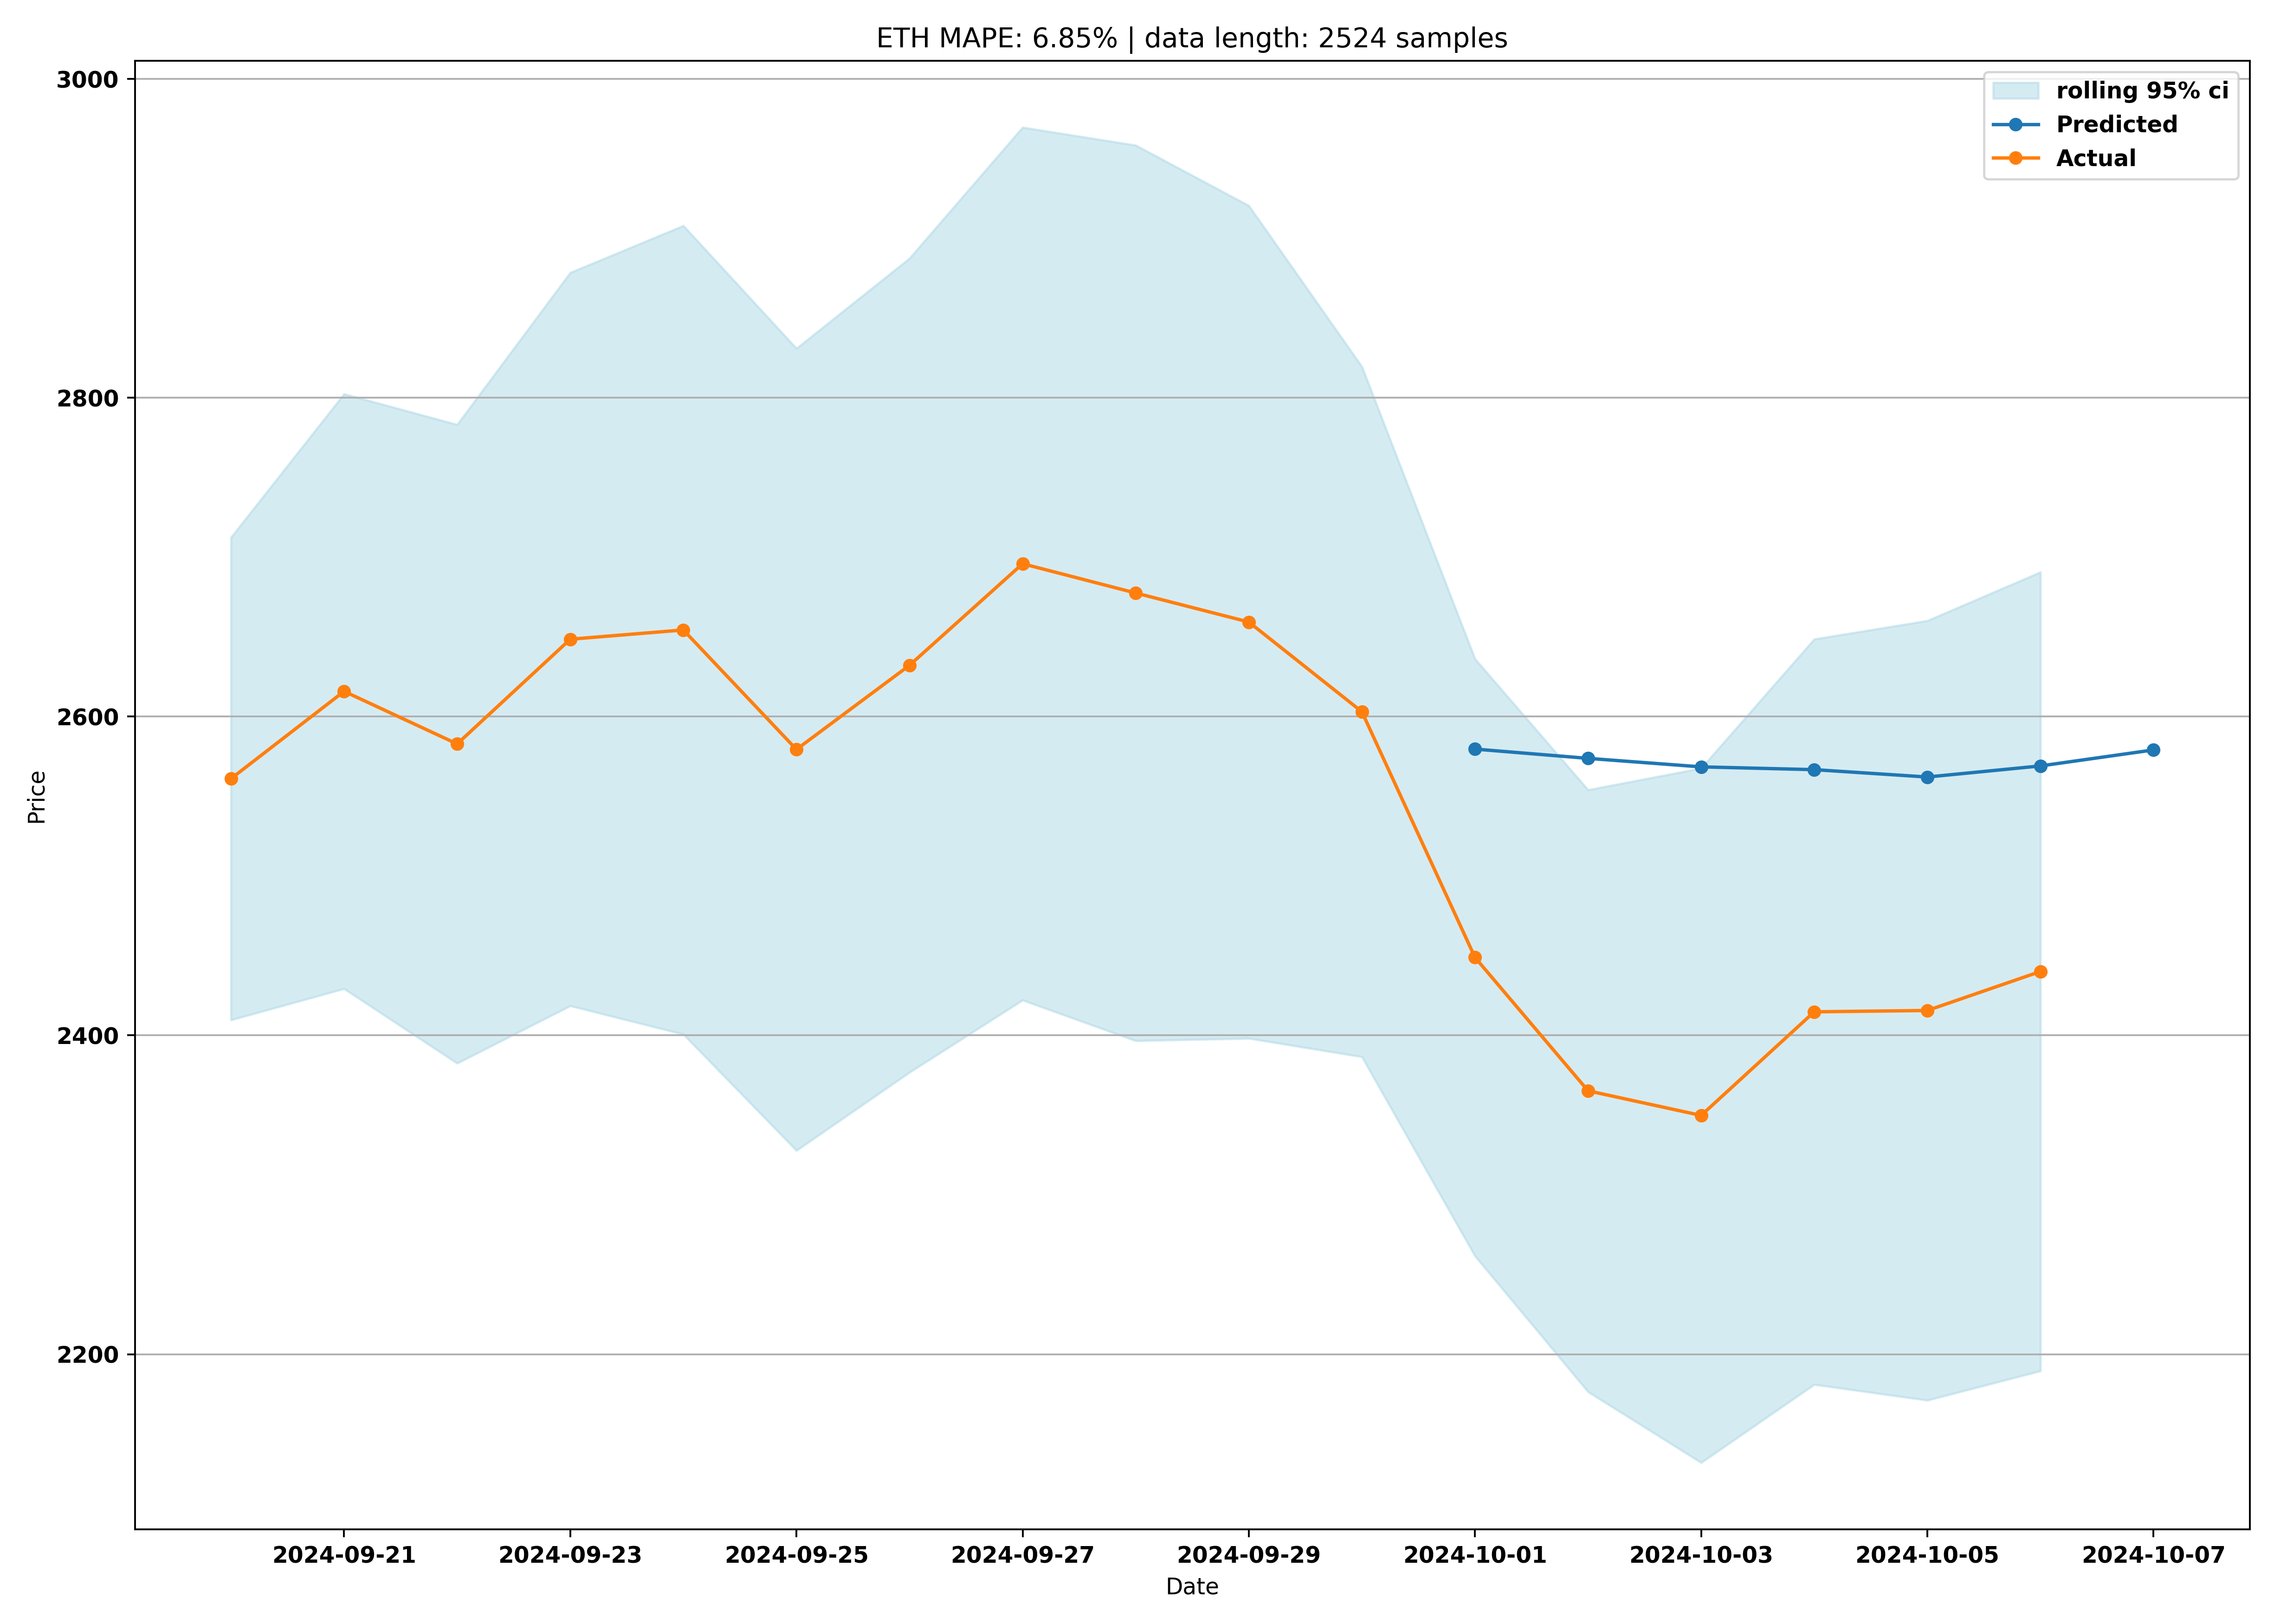 ETH MAPE: 6.85% | data length: 2524 samples
3000
2800
2600
2400
2200
Price
rolling 95% ci
Predicted
Actual
2024-09-21 2024-09-23 2024-09-25 2024-09-27 2024-09-29 2024-10-01 2024-10-03 2024-10-05 2024-10-07
Date